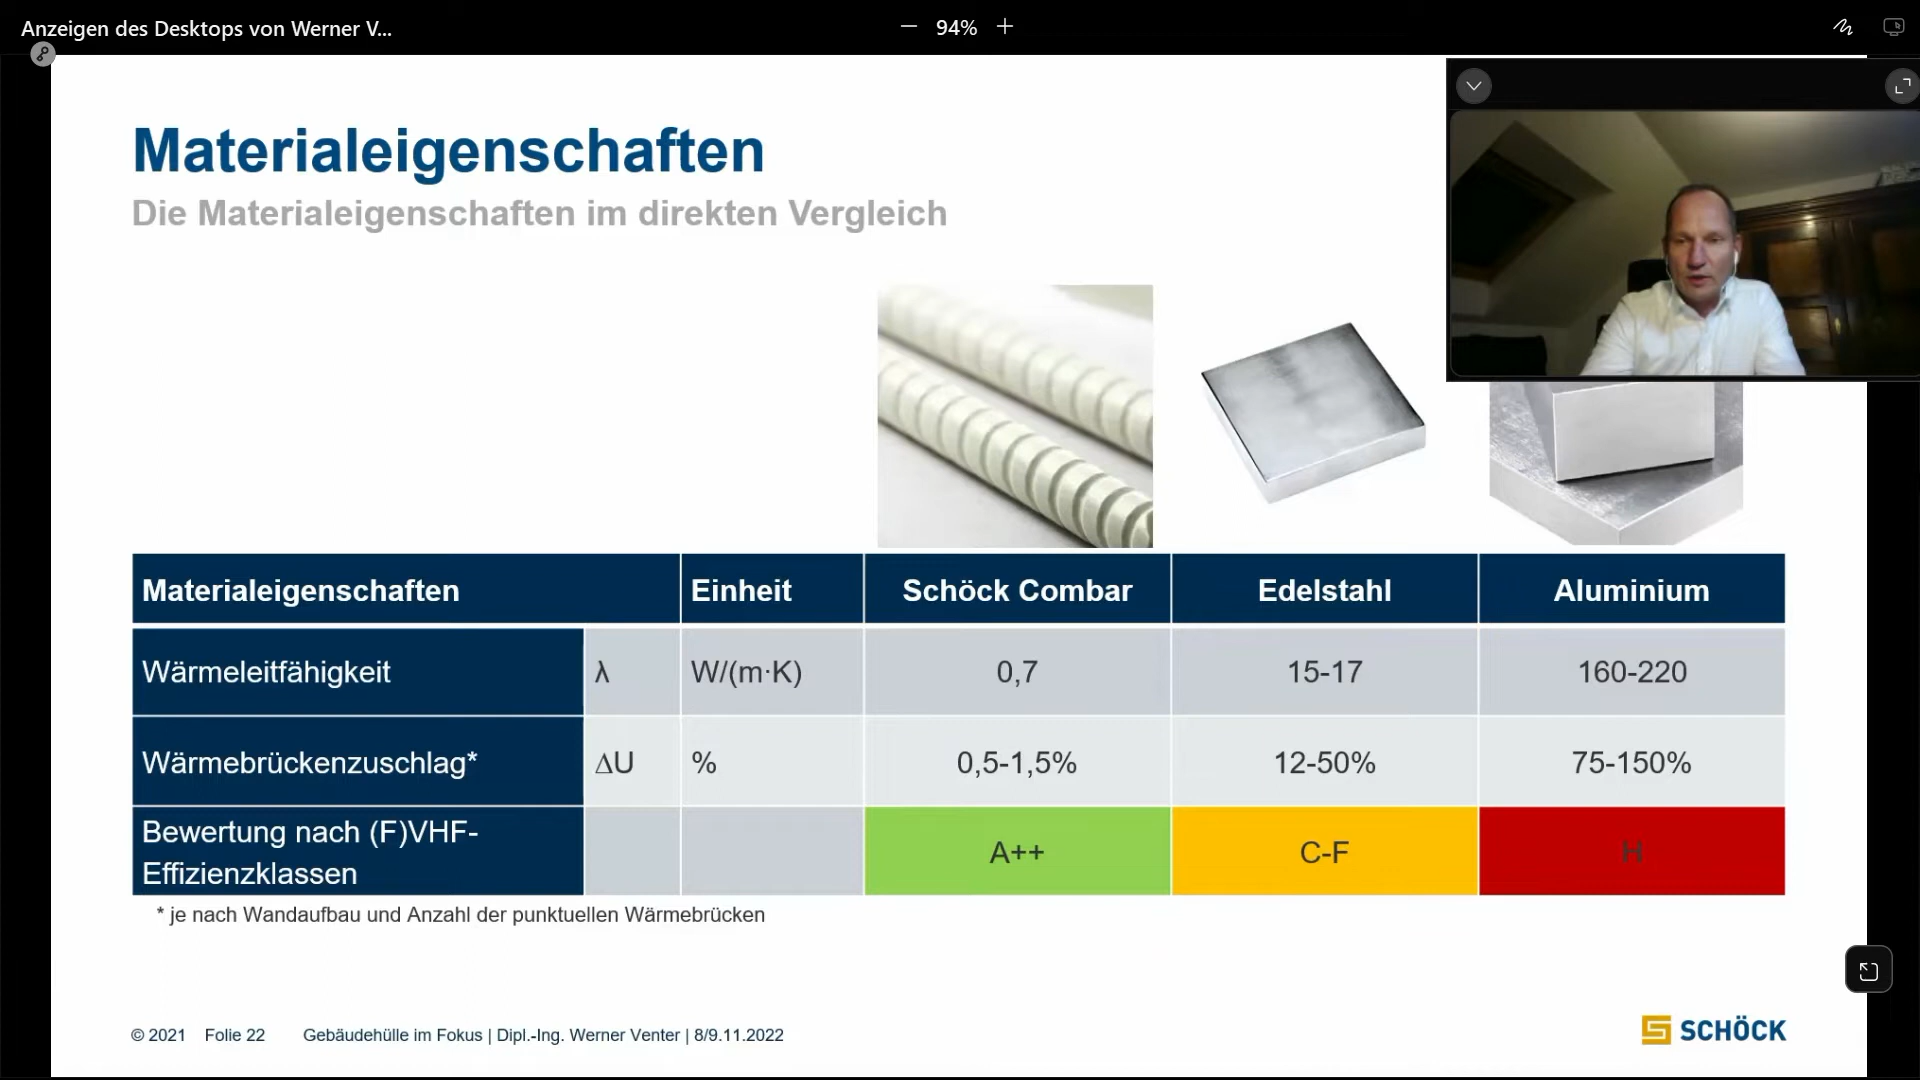 Anzeigen des Desktops von Werner V...
94%
Materialeigenschaften
Die Materialeigenschaften im direkten Vergleich
Materialeigenschaften Einheit Schöck Combar Edelstahl Aluminium
Wärmeleitfähigkeit λ W/(m·K) 0,7 15-17 160-220
Wärmebrückenzuschlag* ΔU % 0,5-1,5% 12-50% 75-150%
Bewertung nach (F)VHF-
Effizienzklassen A++ C-F H
* je nach Wandaufbau und Anzahl der punktuellen Wärmebrücken
© 2021 Folie 22 Gebäudehülle im Fokus | Dipl.-Ing. Werner Venter | 8/9.11.2022
SCHÖCK